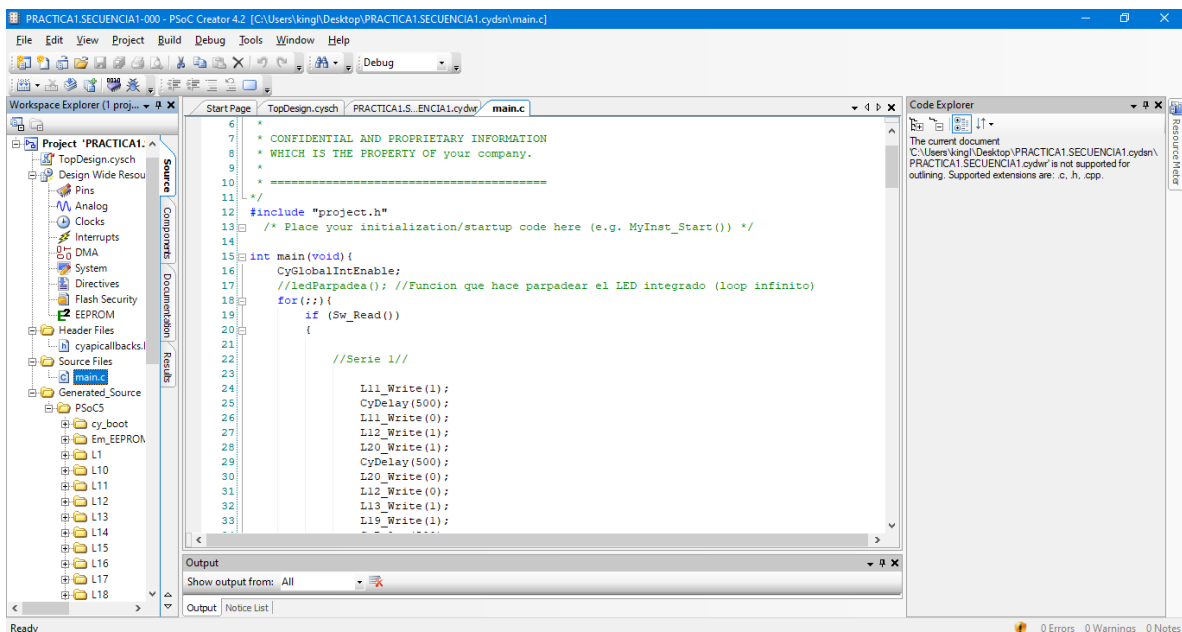 PRACTICA1.SECUENCIA1-000 - PSoC Creator 4.2 [C:\Users\kingl\Desktop\PRACTICA1.SECUENCIA1.cydsn\main.c]
File Edit View Project Build Debug Tools Window Help
Debug
Workspace Explorer (1 proj...
Project 'PRACTICA1.
TopDesign.cysch
Design Wide Resou
Pins
Analog
Clocks
Interrupts
DMA
System
Directives
Flash Security
EEPROM
Header Files
cyapicallbacks.l
Source Files
main.c
Generated_Source
PSoC5
cy_boot
Em_EEPRON
L1
L10
L11
L12
L13
L14
L15
L16
L17
L18
Source
Components
Documentation
Results
Start Page TopDesign.cysch PRACTICA1.S...ENCIA1.cydwr main.c
6 *
7 * CONFIDENTIAL AND PROPRIETARY INFORMATION
8 * WHICH IS THE PROPERTY OF your company.
9 *
10 * ========================================
11 */
12 #include "project.h"
13 /* Place your initialization/startup code here (e.g. MyInst_Start()) */
14
15 int main(void){
16 CyGlobalIntEnable;
17 //ledParpadea(); //Funcion que hace parpadear el LED integrado (loop infinito)
18 for(;;){
19 if (Sw_Read())
20 {
21
22 //Serie 1//
23
24 L11_Write(1);
25 CyDelay(500);
26 L11_Write(0);
27 L12_Write(1);
28 L20_Write(1);
29 CyDelay(500);
30 L20_Write(0);
31 L12_Write(0);
32 L13_Write(1);
33 L19_Write(1);
Code Explorer
The current document
'C:\Users\kingl\Desktop\PRACTICA1.SECUENCIA1.cydsn\
PRACTICA1.SECUENCIA1.cydwr' is not supported for
outlining. Supported extensions are: .c, .h, .cpp.
Resource Meter
Output
Show output from: All
Output Notice List
Ready
0 Errors 0 Warnings 0 Notes